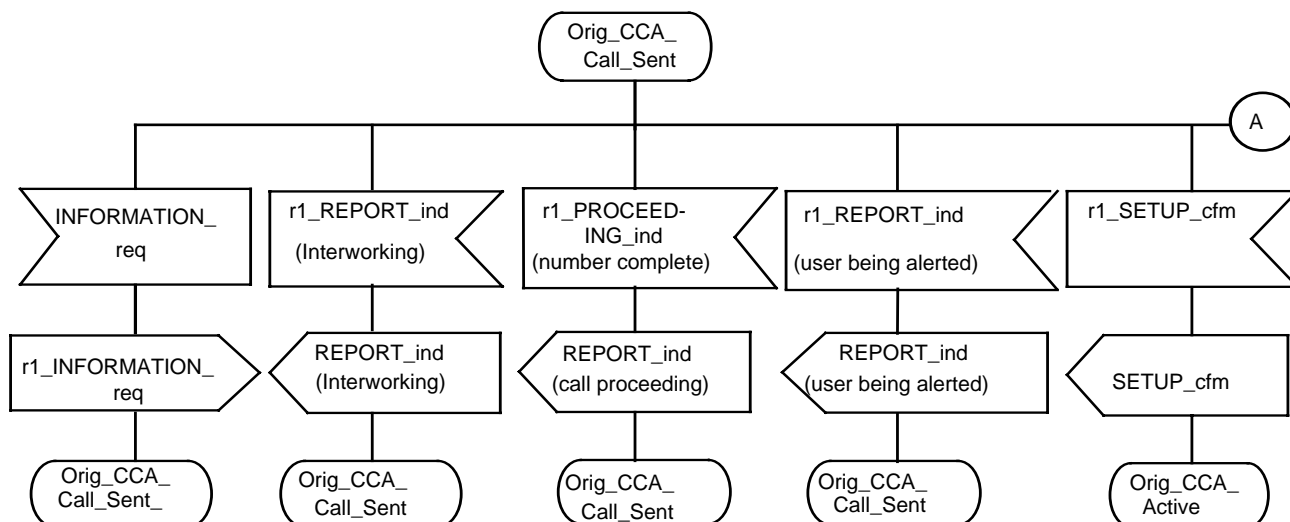 Orig_CCA_
Call_Sent
A
INFORMATION_
req
r1_REPORT_ind
(Interworking)
r1_PROCEED-
ING_ind
(number complete)
r1_REPORT_ind
(user being alerted)
r1_SETUP_cfm
r1_INFORMATION_
req
REPORT_ind
(Interworking)
REPORT_ind
(call proceeding)
REPORT_ind
(user being alerted)
SETUP_cfm
Orig_CCA_
Call_Sent_
Orig_CCA_
Call_Sent
Orig_CCA_
Call_Sent
Orig_CCA_
Call_Sent
Orig_CCA_
Active